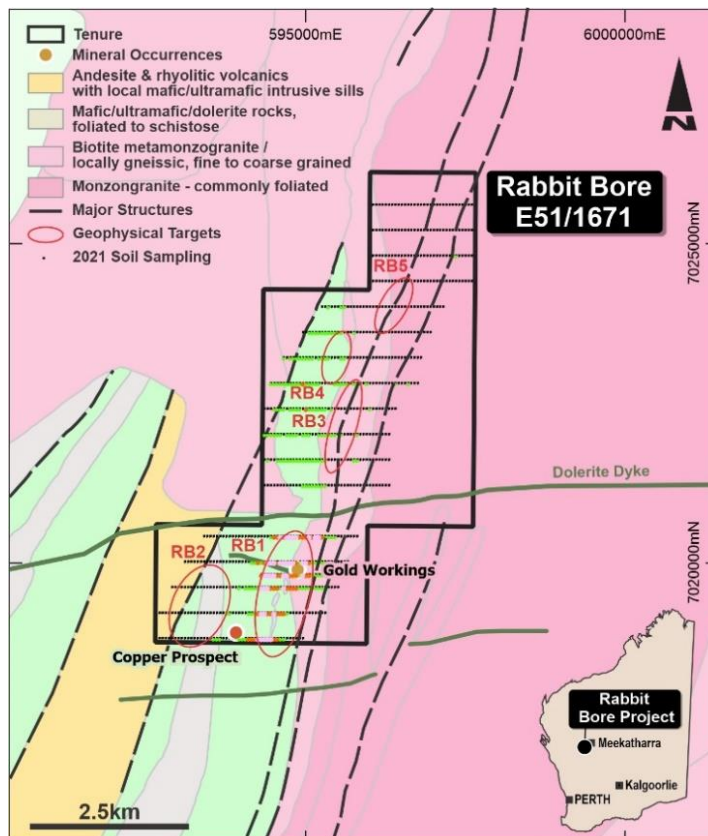 595000mE
6000000mE
Tenure
Mineral Occurrences
Andesite & rhyolitic volcanics
with local mafic/ultramafic intrusive sills
Mafic/ultramafic/dolerite rocks,
foliated to schistose
Biotite metamonzogranite /
locally gneissic, fine to coarse grained
Monzongranite - commonly foliated
Major Structures
Geophysical Targets
2021 Soil Sampling
N
Rabbit Bore
E51/1671
7025000mN
RB5
RB4
RB3
Dolerite Dyke
RB2
RB1
Gold Workings
7020000mN
Copper Prospect
Rabbit
Bore Project
Meekatharra
Kalgoorlie
PERTH
2.5km